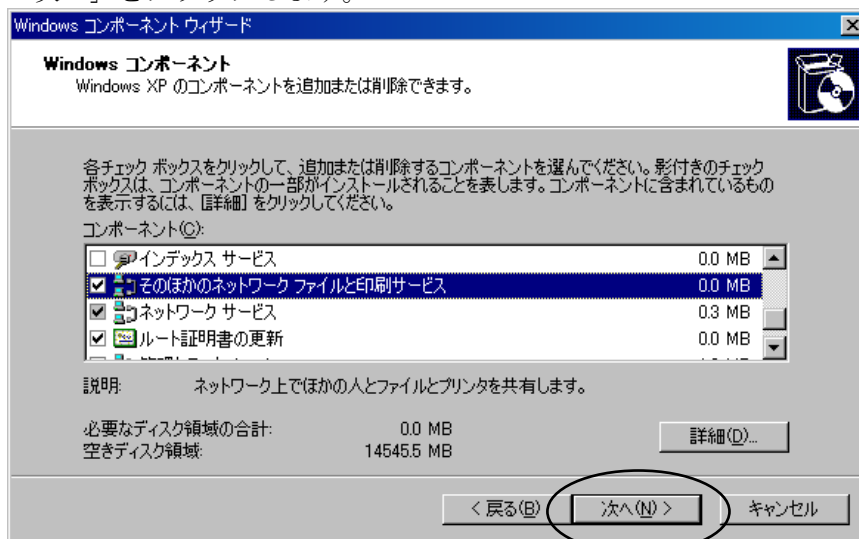 Windows コンポーネント ウィザード
Windows コンポーネント
Windows XP のコンポーネントを追加または削除できます。
各チェック ボックスをクリックして、追加または削除するコンポーネントを選んでください。影付きのチェック
ボックスは、コンポーネントの一部がインストールされることを表します。コンポーネントに含まれているもの
を表示するには、[詳細] をクリックしてください。
コンポーネント(C):
インデックス サービス 0.0 MB
そのほかのネットワーク ファイルと印刷サービス 0.0 MB
ネットワーク サービス 0.3 MB
ルート証明書の更新 0.0 MB
説明: ネットワーク上でほかの人とファイルとプリンタを共有します。
必要なディスク領域の合計: 0.0 MB
空きディスク領域: 14545.5 MB
詳細(D)...
< 戻る(B) 次へ(N) > キャンセル